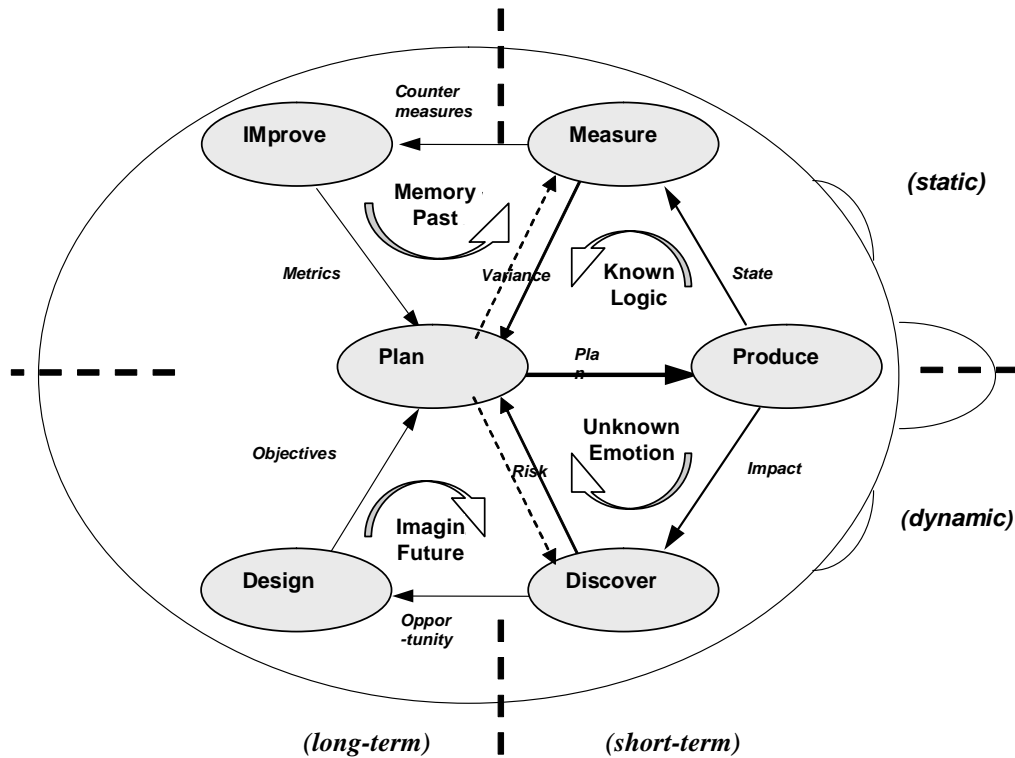 Counter
measures
IMprove
Measure
(static)
Memory
Past
Metrics
Variance
Known
Logic
State
Plan
Pla
n
Produce
Objectives
Unknown
Emotion
Risk
Impact
Imagin
Future
(dynamic)
Design
Discover
Oppor
-tunity
(long-term)
(short-term)